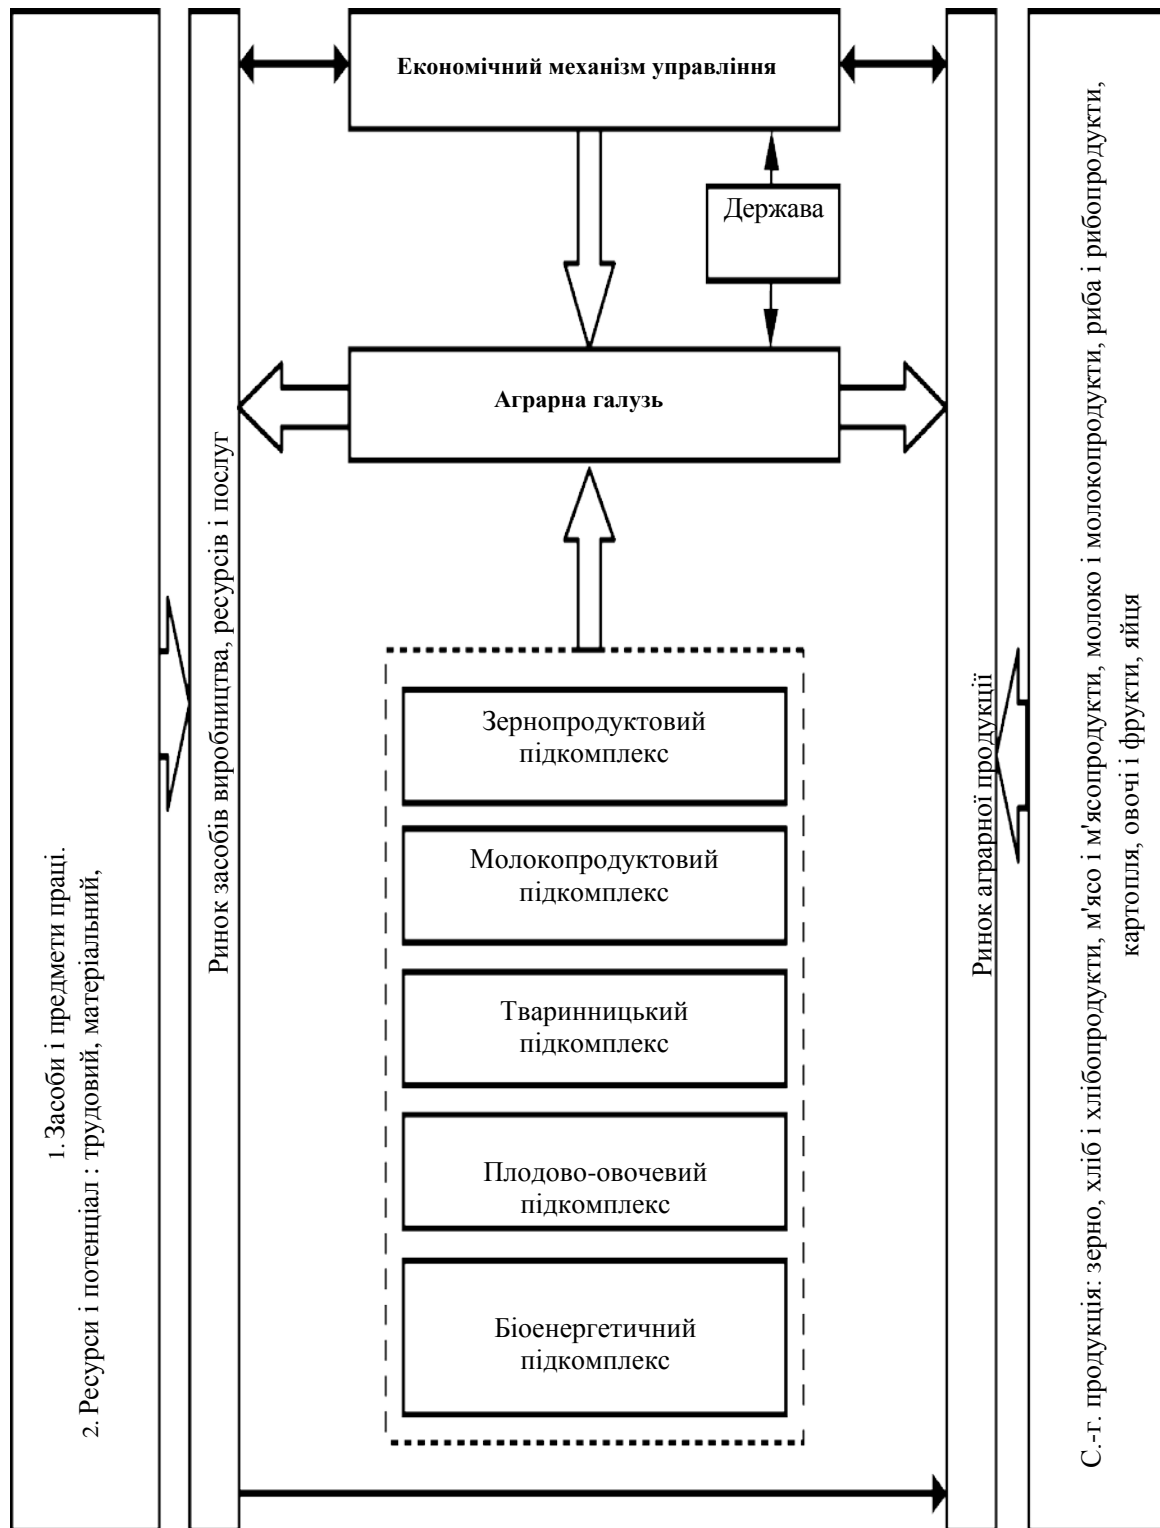 1. Засоби і предмети праці.
2. Ресурси і потенціал : трудовий, матеріальний,
Ринок засобів виробництва, ресурсів і послуг
Економічний механізм управління
Держава
Аграрна галузь
Зернопродуктовий
підкомплекс
Молокопродуктовий
підкомплекс
Тваринницький
підкомплекс
Плодово-овочевий
підкомплекс
Біоенергетичний
підкомплекс
Ринок аграрної продукції
С.-г. продукція: зерно, хліб і хлібопродукти, м'ясо і м'ясопродукти, молоко і молокопродукти, риба і рибопродукти,
картопля, овочі і фрукти, яйця